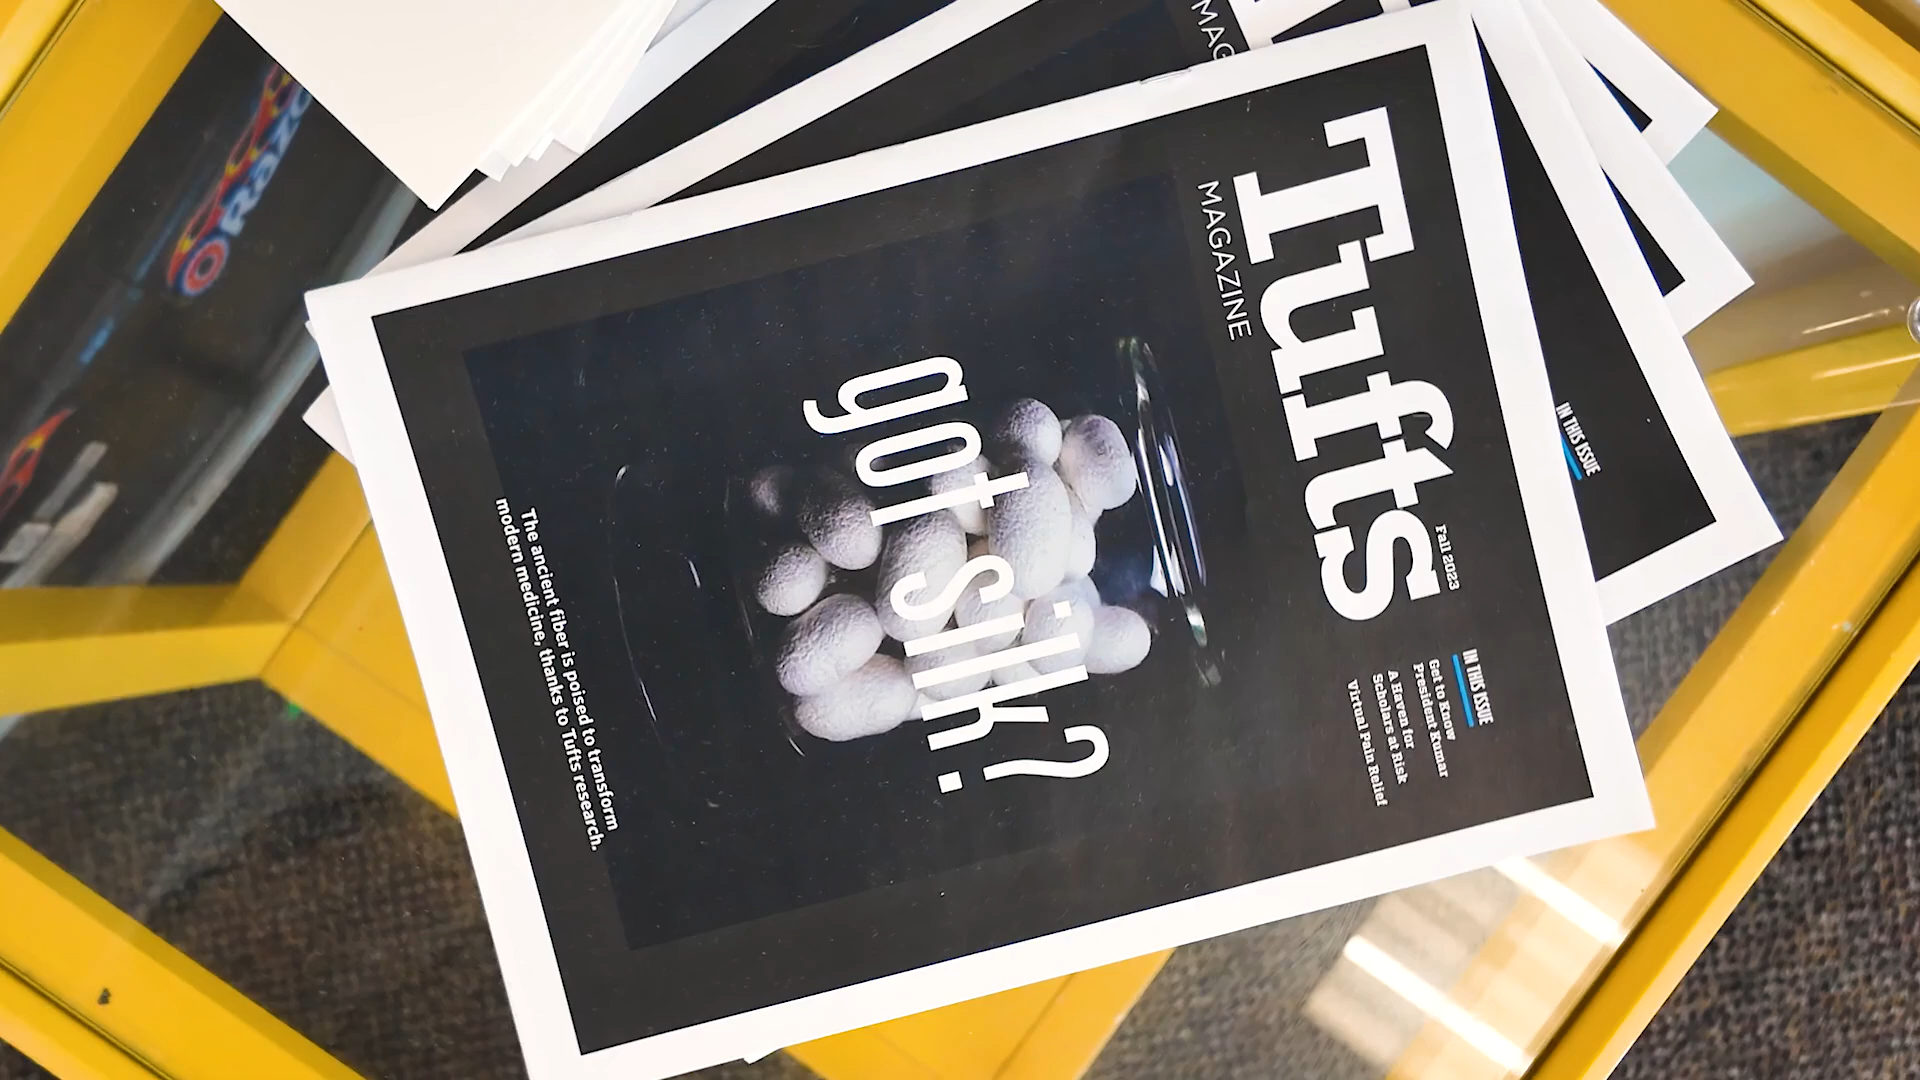 Tufts
MAGAZINE
Fall 2023
IN THIS ISSUE
Get to Know
President Kumar
A Haven for
Scholars at Risk
Virtual Pain Relief
got silk?
The ancient fiber is poised to transform
modern medicine, thanks to Tufts research.
IN THIS ISSUE